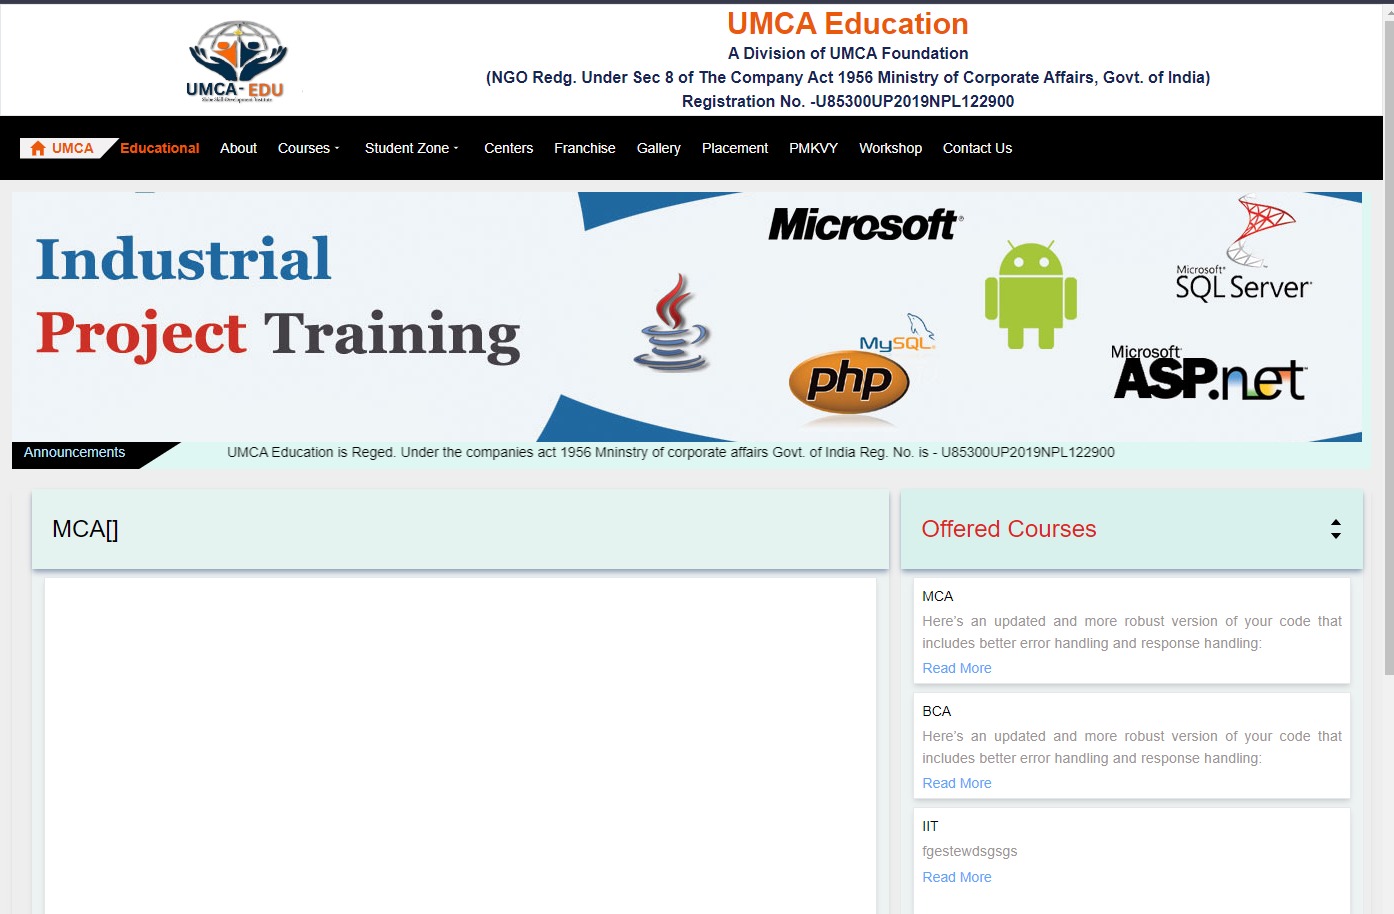 UMCA Education
A Division of UMCA Foundation
(NGO Redg. Under Sec 8 of The Company Act 1956 Ministry of Corporate Affairs, Govt. of India)
Registration No. -U85300UP2019NPL122900
UMCA-EDU
Skill Development Institute
UMCA Educational About Courses Student Zone Centers Franchise Gallery Placement PMKVY Workshop Contact Us
Industrial
Project Training
Microsoft
Microsoft
SQL Server
MySQL
php
Microsoft
ASP.net
Announcements
UMCA Education is Reged. Under the companies act 1956 Mninstry of corporate affairs Govt. of India Reg. No. is - U85300UP2019NPL122900
MCA[]
Offered Courses
MCA
Here's an updated and more robust version of your code that
includes better error handling and response handling:
Read More
BCA
Here's an updated and more robust version of your code that
includes better error handling and response handling:
Read More
IIT
fgestewdsgsgs
Read More